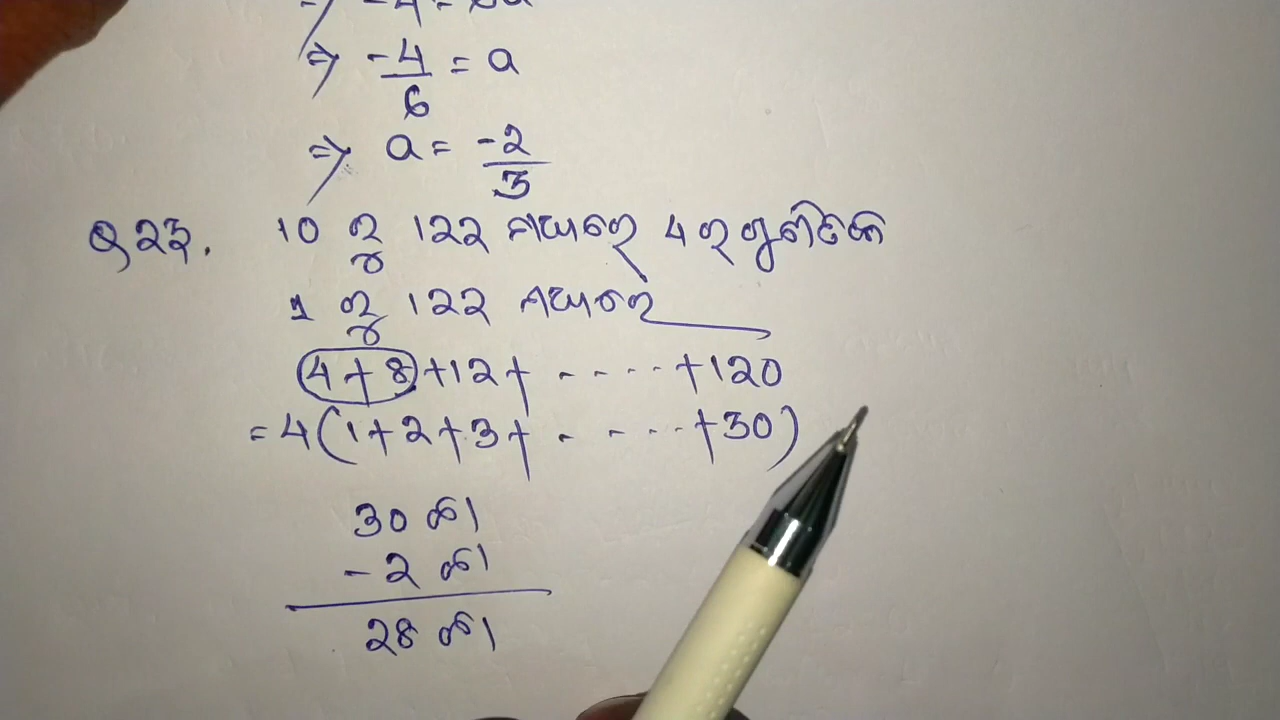 ⇒ -4/6 = a
⇒ a = -2/3
Q 23. 10 ରୁ 122 ମଧ୍ୟରେ 4 ର ଗୁଣିତକ
1 ରୁ 122 ମଧ୍ୟରେ
4+8+12+ - - - - +120
= 4(1+2+3+ - - - - +30)
30 ଟା
- 2 ଟା
28 ଟା